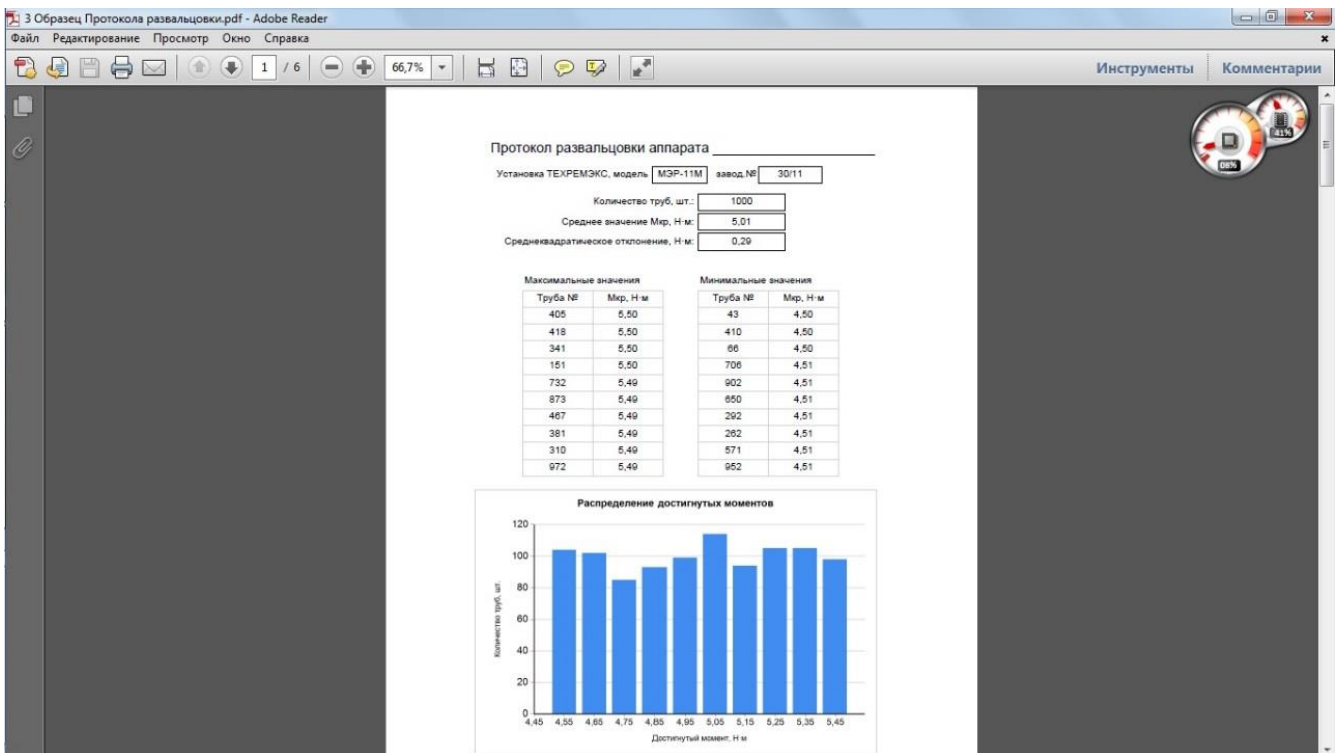 3 Образец Протокола развальцовки.pdf - Adobe Reader
Файл Редактирование Просмотр Окно Справка
1 / 6 66,7% Инструменты Комментарии
41%
08%
Протокол развальцовки аппарата
Установка ТЕХРЕМЭКС, модель МЭР-11М завод.№ 30/11
Количество труб, шт.: 1000
Среднее значение Мкр, Н·м: 5,01
Среднеквадратическое отклонение, Н·м: 0,29
Максимальные значения Минимальные значения
Труба № Мкр, Н·м Труба № Мкр, Н·м
405 5,50 43 4,50
418 5,50 410 4,50
341 5,50 66 4,50
151 5,50 706 4,51
732 5,49 902 4,51
873 5,49 650 4,51
467 5,49 292 4,51
381 5,49 262 4,51
310 5,49 571 4,51
972 5,49 952 4,51
Распределение достигнутых моментов
120
100
80
60
40
20
0
Количество труб, шт.
4,45 4,55 4,65 4,75 4,85 4,95 5,05 5,15 5,25 5,35 5,45
Достигнутый момент, Н·м